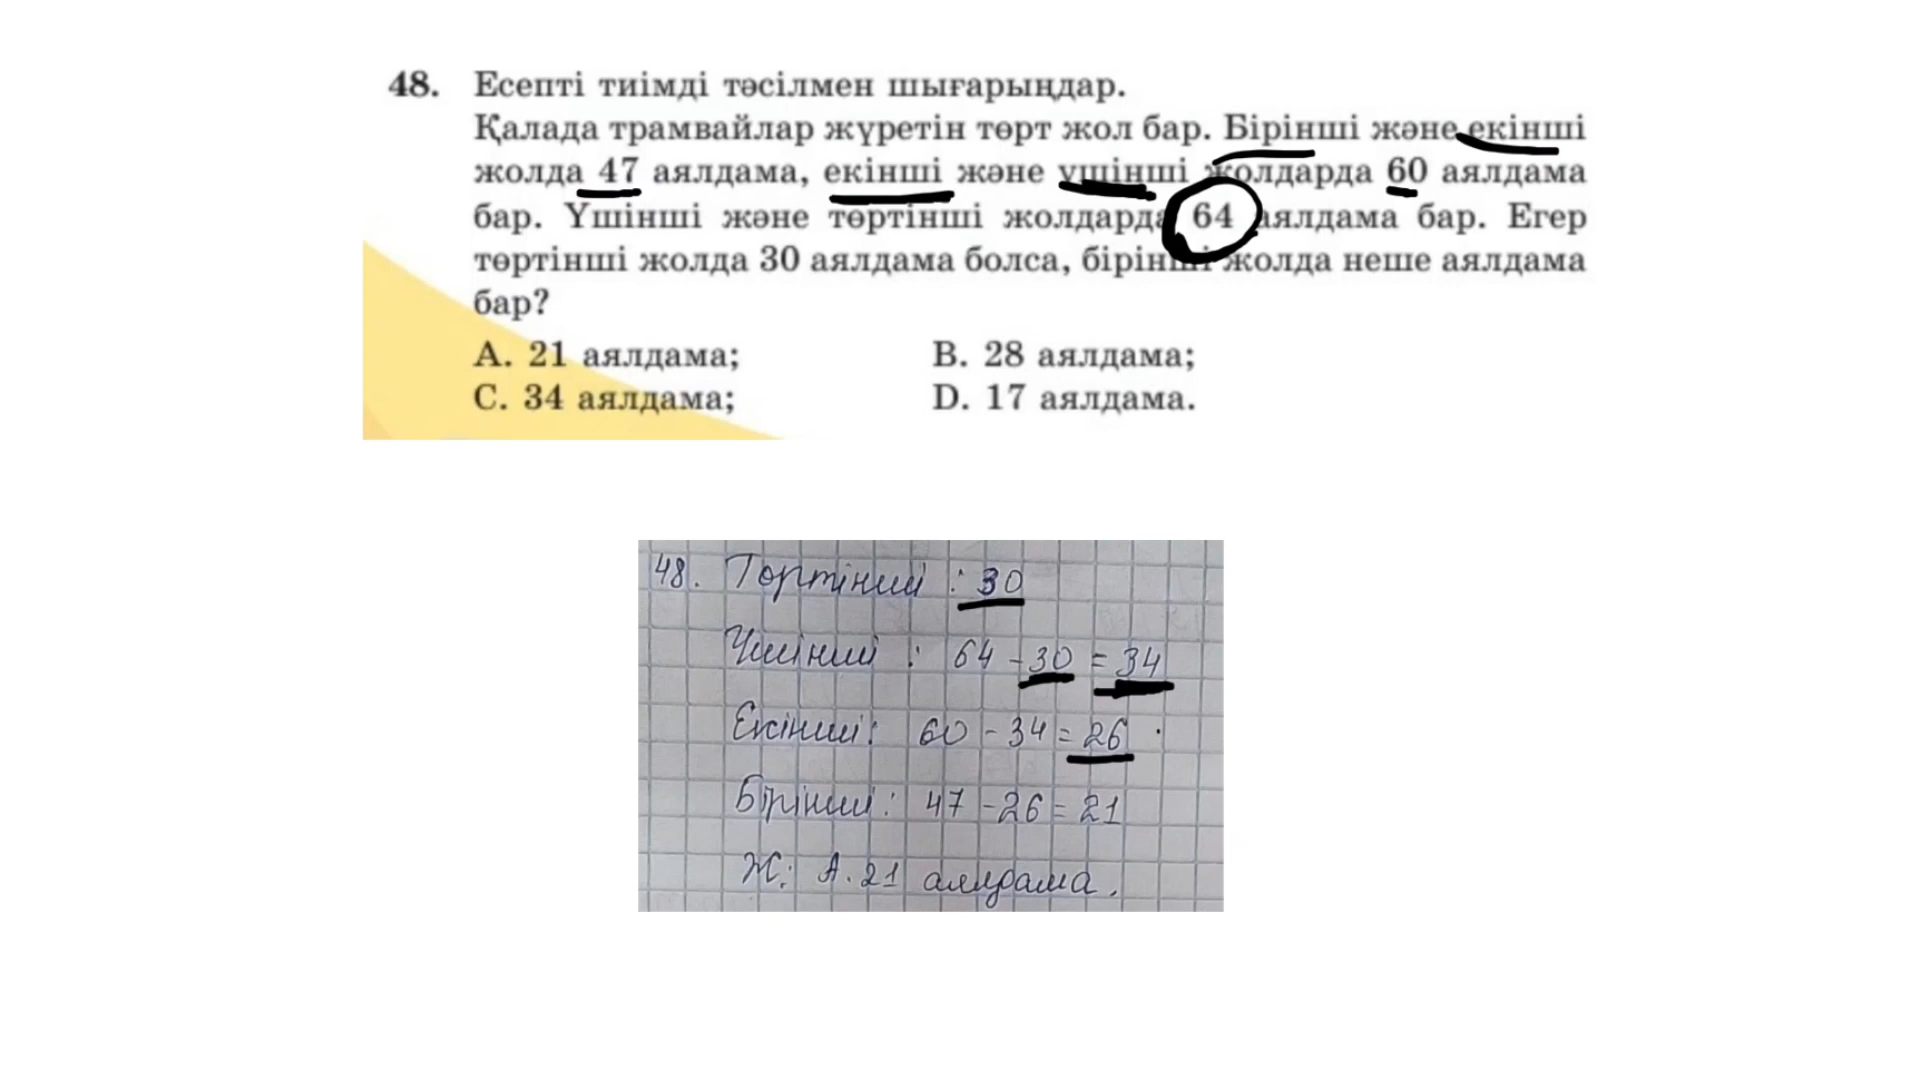 48. Есепті тиімді тәсілмен шығарыңдар.
Қалада трамвайлар жүретін төрт жол бар. Бірінші және екінші
жолда 47 аялдама, екінші және үшінші жолдарда 60 аялдама
бар. Үшінші және төртінші жолдарда 64 аялдама бар. Егер
төртінші жолда 30 аялдама болса, бірінші жолда неше аялдама
бар?
A. 21 аялдама; B. 28 аялдама;
C. 34 аялдама; D. 17 аялдама.
48. Төртінші : 30
Үшінші : 64 - 30 = 34
Екінші : 60 - 34 = 26
Бірінші : 47 - 26 = 21
Ж: А. 21 аялдама.